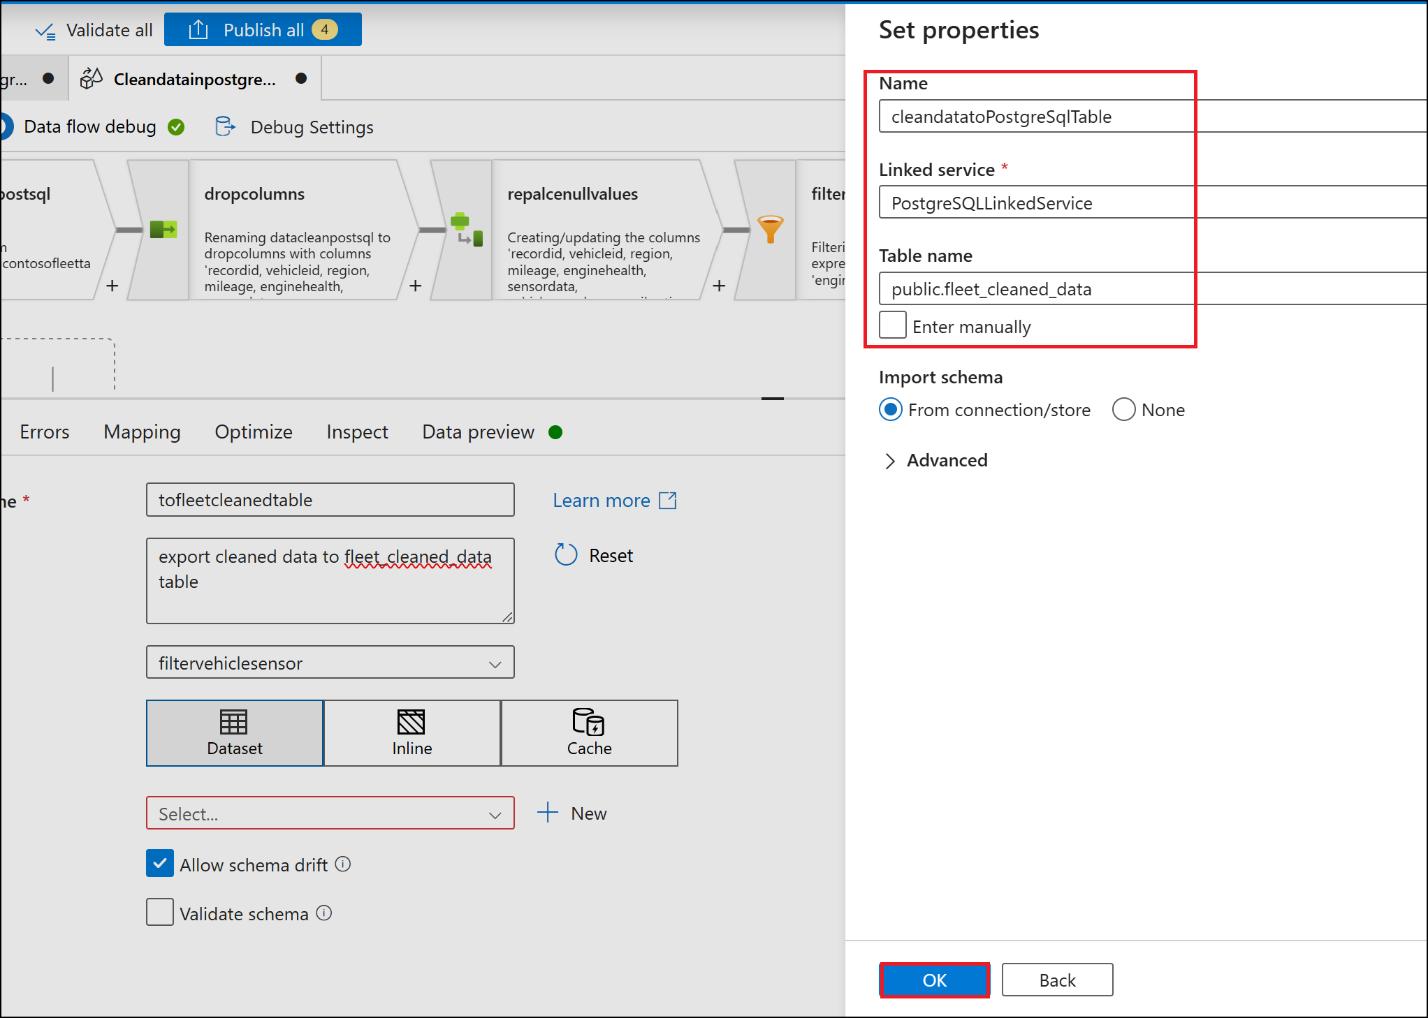 Validate all
Publish all 4
gr...
Cleandatainpostgre...
Data flow debug
Debug Settings
postsql
contosofleetta
dropcolumns
Renaming datacleanpostsql to
dropcolumns with columns
'recordid, vehicleid, region,
mileage, enginehealth,
repalcenullvalues
Creating/updating the columns
'recordid, vehicleid, region,
mileage, enginehealth,
sensordata,
filter
Filteri
expre
'engin
+
+
+
Errors
Mapping
Optimize
Inspect
Data preview
ne *
tofleetcleanedtable
Learn more
export cleaned data to fleet_cleaned_data
table
Reset
filtervehiclesensor
Dataset
Inline
Cache
Select...
New
Allow schema drift
Validate schema
Set properties
Name
cleandatatoPostgreSqlTable
Linked service *
PostgreSQLLinkedService
Table name
public.fleet_cleaned_data
Enter manually
Import schema
From connection/store
None
Advanced
OK
Back